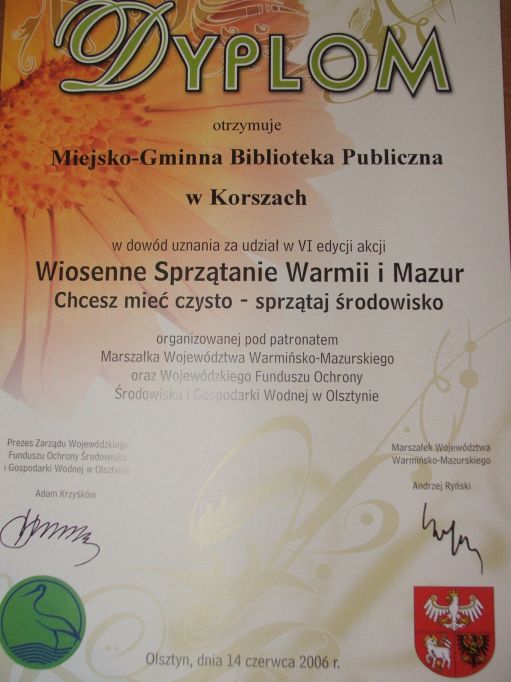 DYPLOM
otrzymuje
Miejsko-Gminna Biblioteka Publiczna
w Korszach
w dowód uznania za udział w VI edycji akcji
Wiosenne Sprzątanie Warmii i Mazur
Chcesz mieć czysto - sprzątaj środowisko
organizowanej pod patronatem
Marszałka Województwa Warmińsko-Mazurskiego
oraz Wojewódzkiego Funduszu Ochrony
Środowiska i Gospodarki Wodnej w Olsztynie
Prezes Zarządu Wojewódzkiego
Funduszu Ochrony Środowiska
i Gospodarki Wodnej w Olsztynie
Adam Krzyśków
Marszałek Województwa
Warmińsko-Mazurskiego
Andrzej Ryński
Olsztyn, dnia 14 czerwca 2006 r.